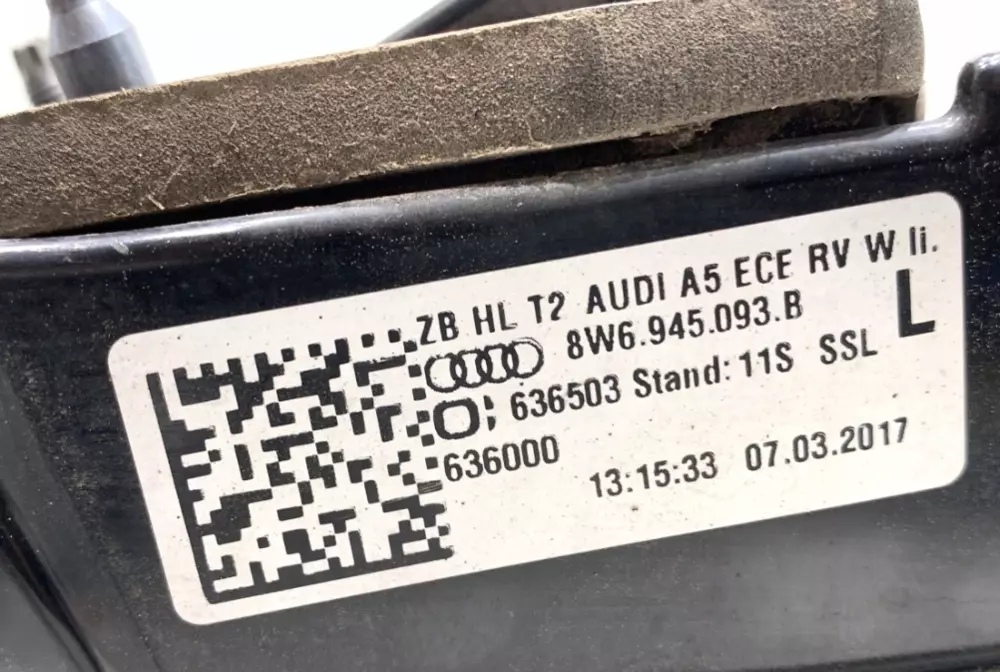 ZB HL T2 AUDI A5 ECE RV W li.
8W6.945.093.B L
636503 Stand: 11S SSL
636000
13:15:33 07.03.2017